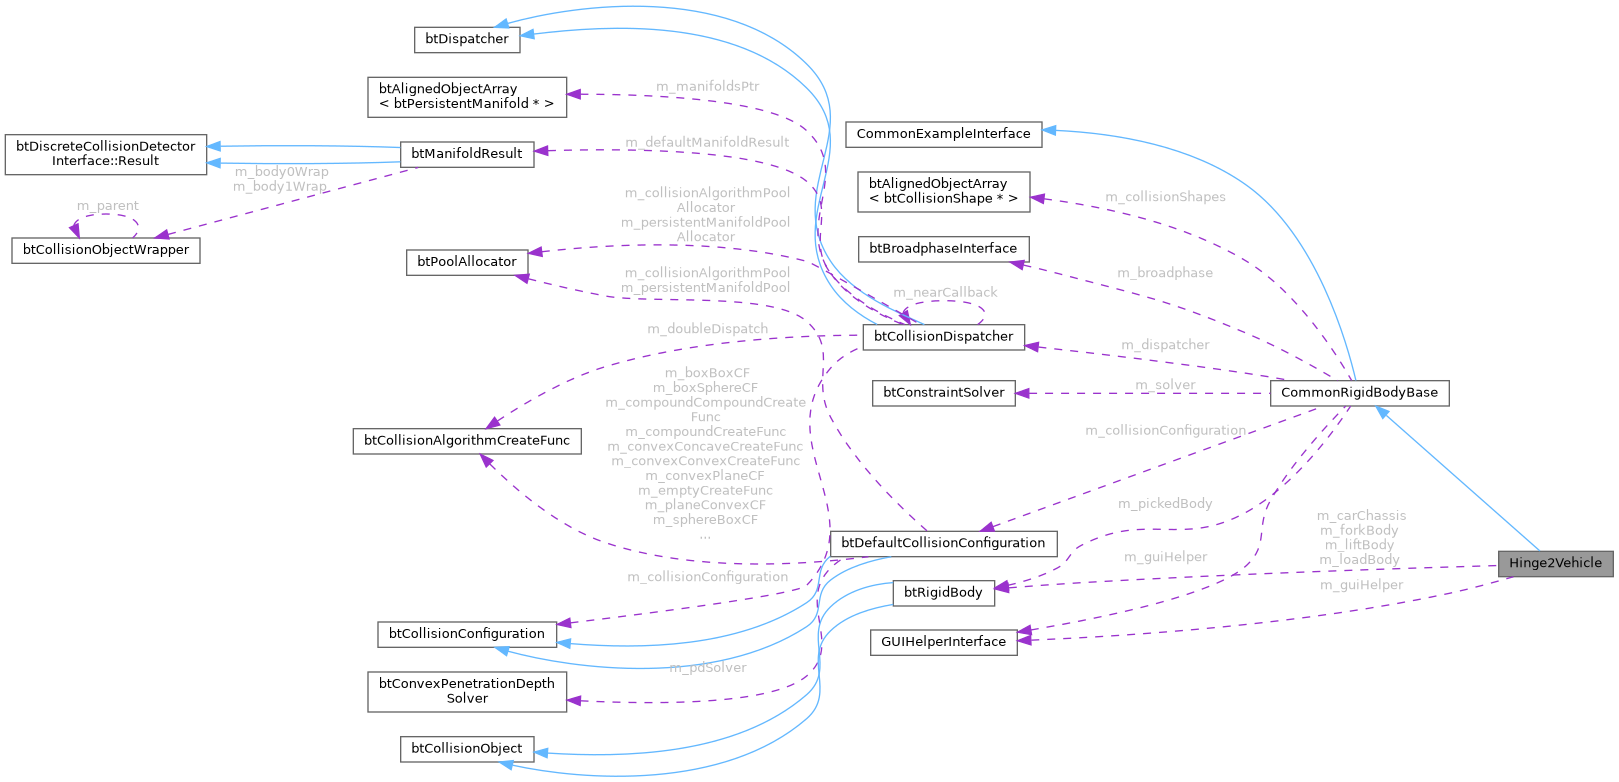 btDispatcher
btAlignedObjectArray
< btPersistentManifold * >
m_manifoldsPtr
CommonExampleInterface
btDiscreteCollisionDetector
Interface::Result
btManifoldResult
m_defaultManifoldResult
m_body0Wrap
m_body1Wrap
btAlignedObjectArray
< btCollisionShape * >
m_collisionShapes
m_parent
m_collisionAlgorithmPool
Allocator
m_persistentManifoldPool
Allocator
btCollisionObjectWrapper
btPoolAllocator
btBroadphaseInterface
m_broadphase
m_collisionAlgorithmPool
m_persistentManifoldPool
m_nearCallback
m_doubleDispatch
btCollisionDispatcher
m_dispatcher
m_boxBoxCF
m_boxSphereCF
m_compoundCompoundCreate
Func
m_compoundCreateFunc
m_convexConcaveCreateFunc
m_convexConvexCreateFunc
m_convexPlaneCF
m_emptyCreateFunc
m_planeConvexCF
m_sphereBoxCF
...
btConstraintSolver
m_solver
CommonRigidBodyBase
btCollisionAlgorithmCreateFunc
m_collisionConfiguration
m_pickedBody
m_carChassis
m_forkBody
m_liftBody
m_loadBody
btDefaultCollisionConfiguration
m_guiHelper
Hinge2Vehicle
m_collisionConfiguration
btRigidBody
m_guiHelper
btCollisionConfiguration
GUIHelperInterface
m_pdSolver
btConvexPenetrationDepth
Solver
btCollisionObject